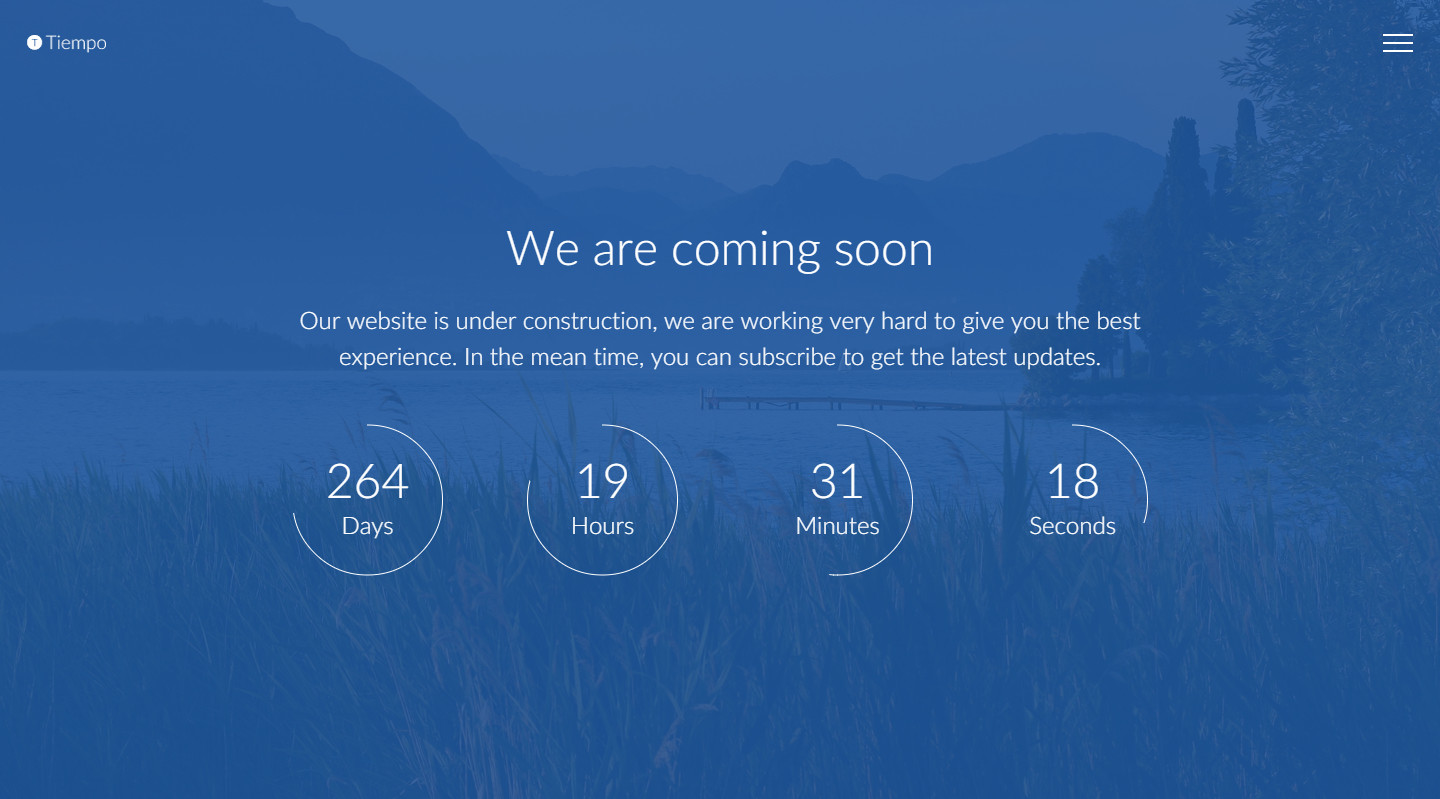 T Tiempo
We are coming soon
Our website is under construction, we are working very hard to give you the best
experience. In the mean time, you can subscribe to get the latest updates.
264 19 31 18
Days Hours Minutes Seconds